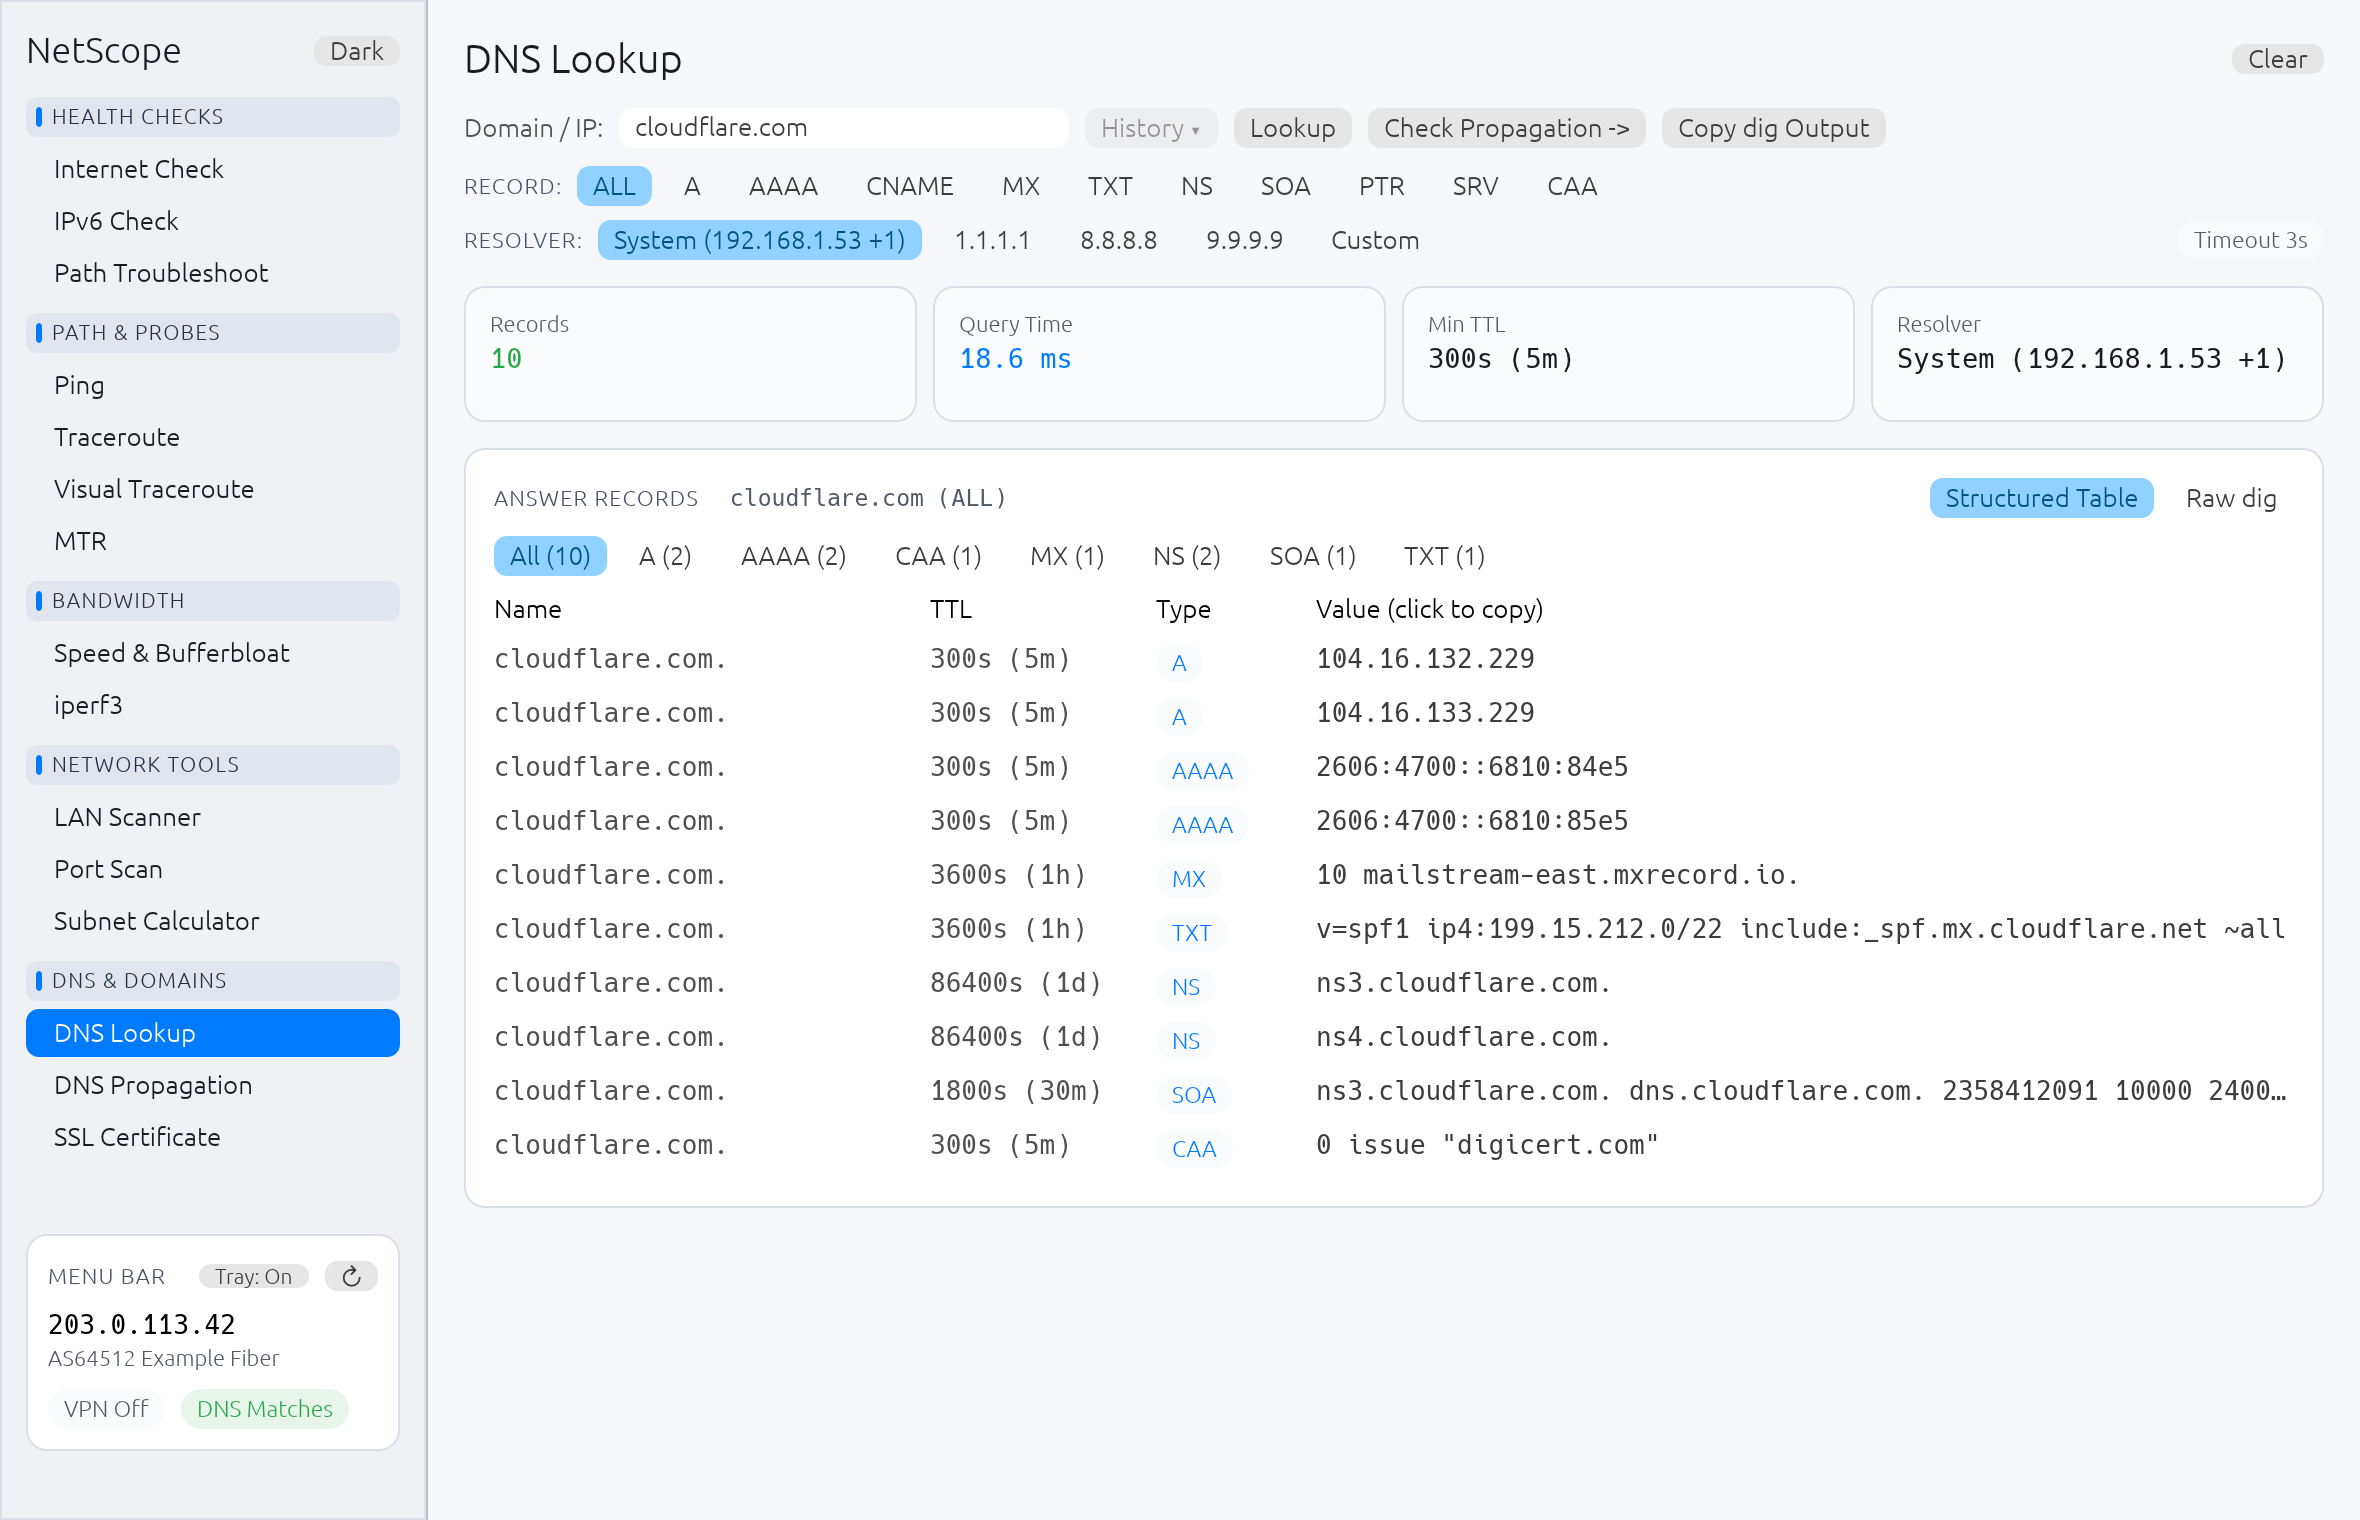 NetScope Dark
HEALTH CHECKS
Internet Check
IPv6 Check
Path Troubleshoot
PATH & PROBES
Ping
Traceroute
Visual Traceroute
MTR
BANDWIDTH
Speed & Bufferbloat
iperf3
NETWORK TOOLS
LAN Scanner
Port Scan
Subnet Calculator
DNS & DOMAINS
DNS Lookup
DNS Propagation
SSL Certificate
MENU BAR Tray: On ↻
203.0.113.42
AS64512 Example Fiber
VPN Off DNS Matches
DNS Lookup Clear
Domain / IP: cloudflare.com History ▾ Lookup Check Propagation -> Copy dig Output
RECORD: ALL A AAAA CNAME MX TXT NS SOA PTR SRV CAA
RESOLVER: System (192.168.1.53 +1) 1.1.1.1 8.8.8.8 9.9.9.9 Custom Timeout 3s
Records
10
Query Time
18.6 ms
Min TTL
300s (5m)
Resolver
System (192.168.1.53 +1)
ANSWER RECORDS cloudflare.com (ALL) Structured Table Raw dig
All (10) A (2) AAAA (2) CAA (1) MX (1) NS (2) SOA (1) TXT (1)
Name TTL Type Value (click to copy)
cloudflare.com. 300s (5m) A 104.16.132.229
cloudflare.com. 300s (5m) A 104.16.133.229
cloudflare.com. 300s (5m) AAAA 2606:4700::6810:84e5
cloudflare.com. 300s (5m) AAAA 2606:4700::6810:85e5
cloudflare.com. 3600s (1h) MX 10 mailstream-east.mxrecord.io.
cloudflare.com. 3600s (1h) TXT v=spf1 ip4:199.15.212.0/22 include:_spf.mx.cloudflare.net ~all
cloudflare.com. 86400s (1d) NS ns3.cloudflare.com.
cloudflare.com. 86400s (1d) NS ns4.cloudflare.com.
cloudflare.com. 1800s (30m) SOA ns3.cloudflare.com. dns.cloudflare.com. 2358412091 10000 2400…
cloudflare.com. 300s (5m) CAA 0 issue "digicert.com"